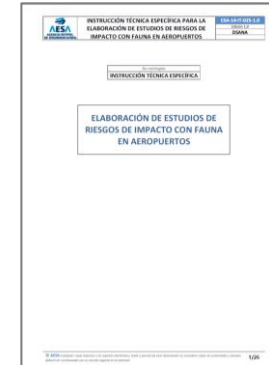 AESA
INSTRUCCIÓN TÉCNICA ESPECÍFICA PARA LA
ELABORACIÓN DE ESTUDIOS DE RIESGOS DE
IMPACTO CON FAUNA EN AEROPUERTOS
DSANA
INSTRUCCIÓN TÉCNICA ESPECÍFICA
ELABORACIÓN DE ESTUDIOS DE
RIESGOS DE IMPACTO CON FAUNA
EN AEROPUERTOS
1/26